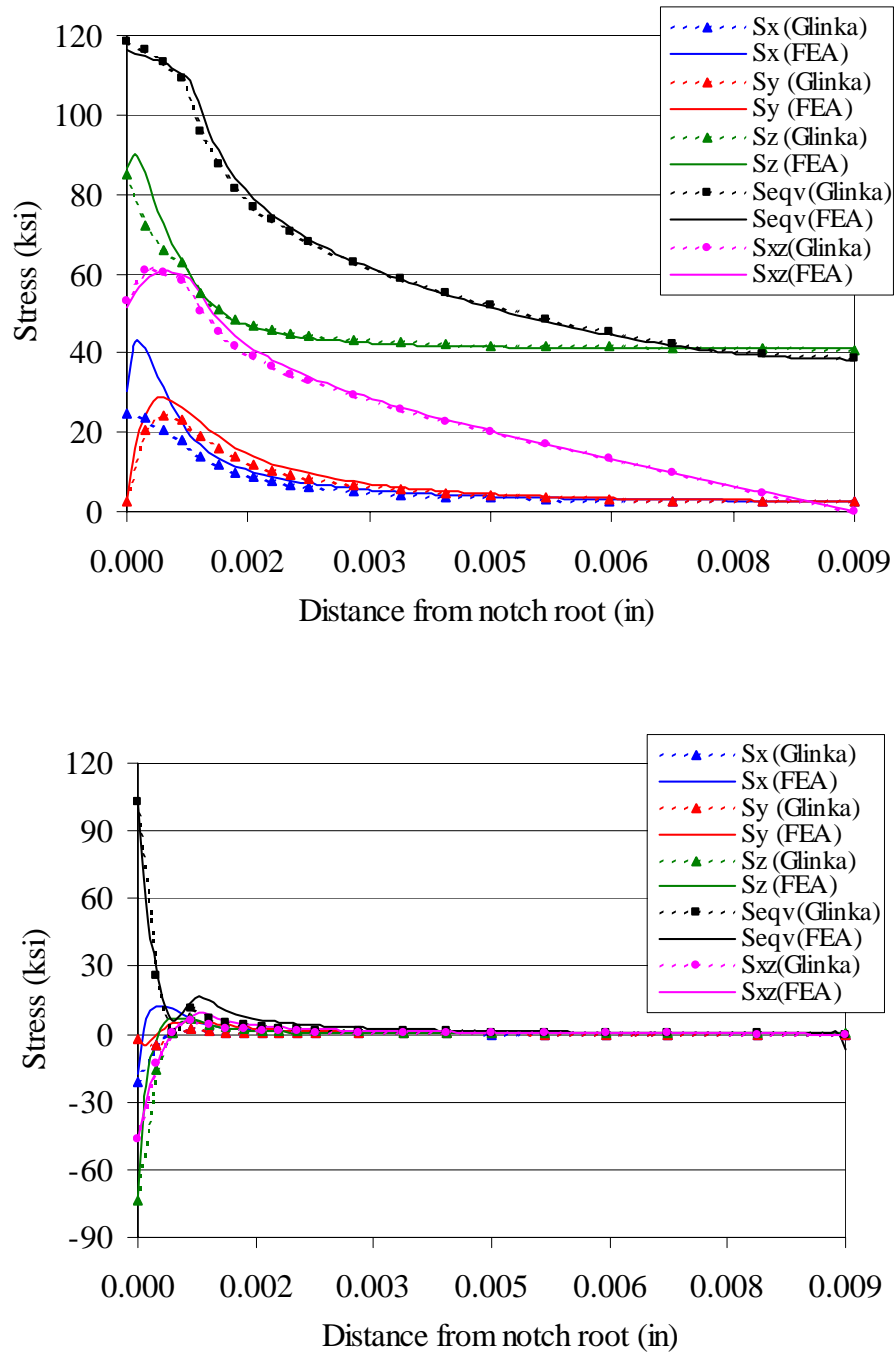 120
100
80
60
40
20
0
Stress (ksi)
0.000 0.002 0.003 0.005 0.006 0.008 0.009
Distance from notch root (in)
Sx (Glinka)
Sx (FEA)
Sy (Glinka)
Sy (FEA)
Sz (Glinka)
Sz (FEA)
Seqv (Glinka)
Seqv (FEA)
Sxz (Glinka)
Sxz (FEA)
120
90
60
30
0
-30
-60
-90
Stress (ksi)
0.000 0.002 0.003 0.005 0.006 0.008 0.009
Distance from notch root (in)
Sx (Glinka)
Sx (FEA)
Sy (Glinka)
Sy (FEA)
Sz (Glinka)
Sz (FEA)
Seqv (Glinka)
Seqv (FEA)
Sxz (Glinka)
Sxz (FEA)